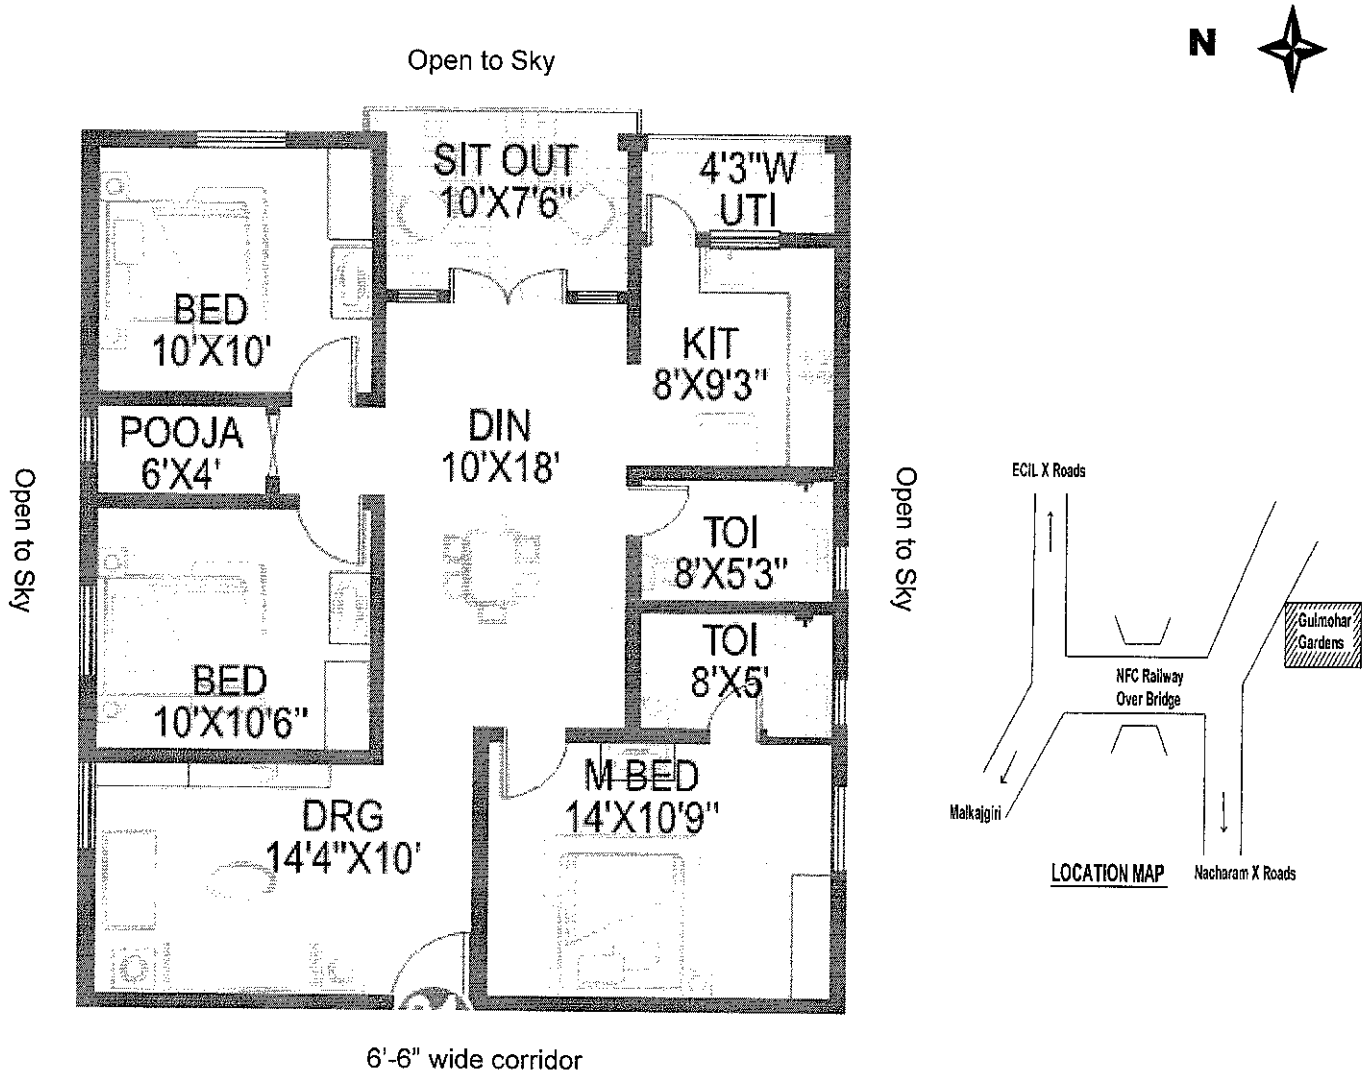 N
Open to Sky
SIT OUT
10'X7'6"
4'3"W
UTI
BED
10'X10'
KIT
8'X9'3"
POOJA
6'X4'
DIN
10'X18'
Open to Sky
Open to Sky
TOI
8'X5'3"
TOI
8'X5'
BED
10'X10'6"
M BED
14'X10'9"
DRG
14'4"X10'
6'-6" wide corridor
ECIL X Roads
Gulmohar
Gardens
NFC Railway
Over Bridge
Malkajgiri
LOCATION MAP
Nacharam X Roads